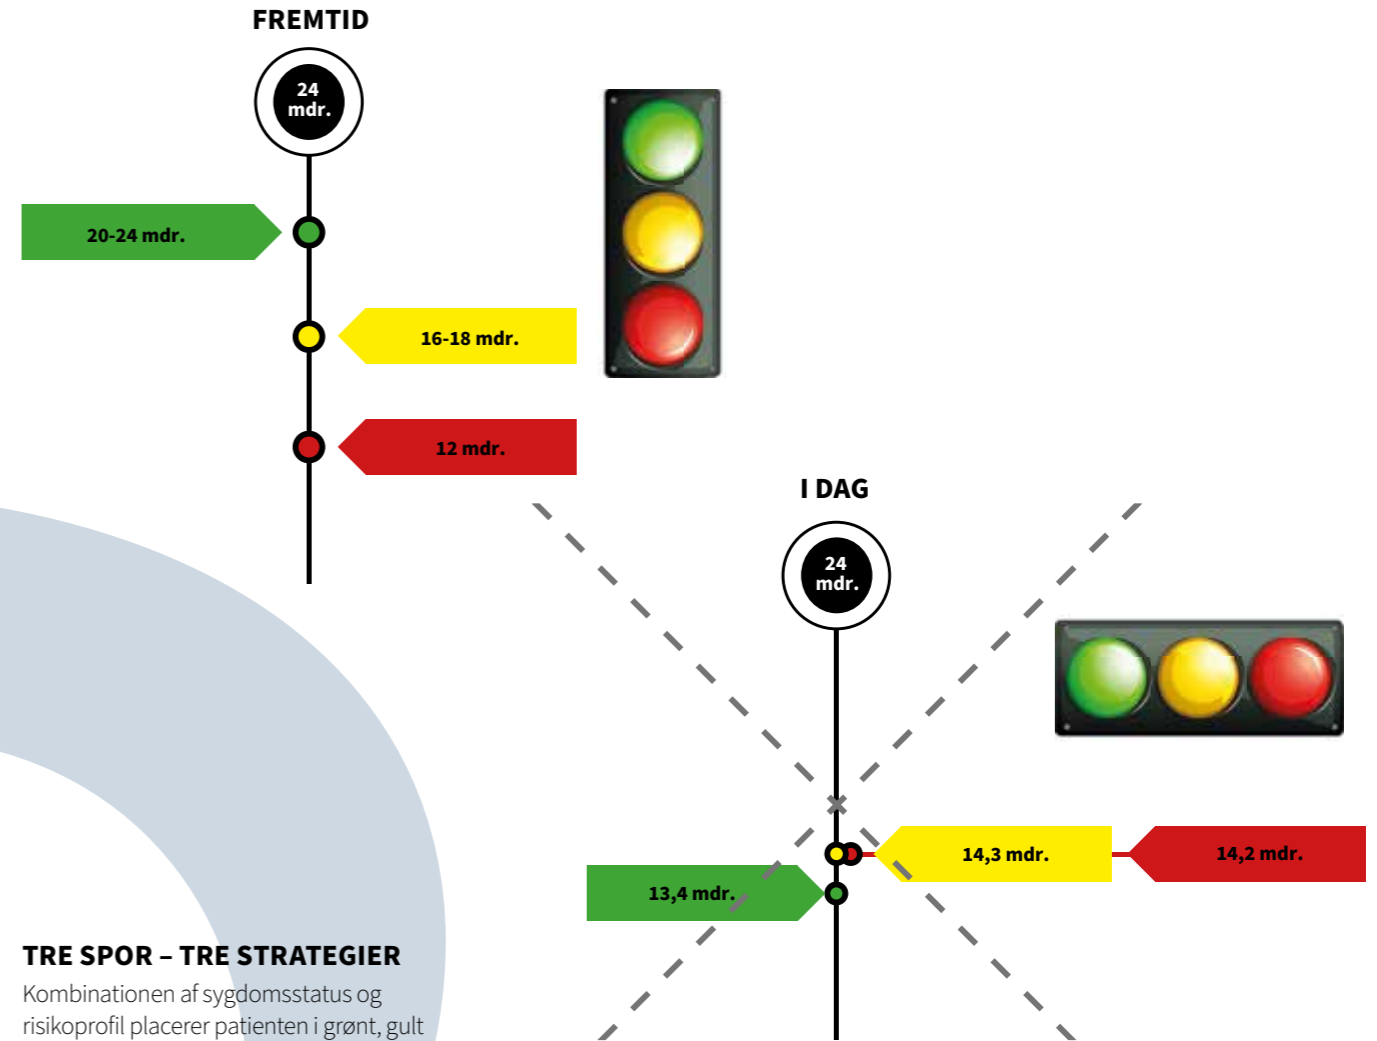 FREMTID
24
mdr.
20-24 mdr.
16-18 mdr.
12 mdr.
I DAG
24
mdr.
14,3 mdr.
14,2 mdr.
13,4 mdr.
TRE SPOR – TRE STRATEGIER
Kombinationen af sygdomsstatus og
risikoprofil placerer patienten i grønt, gult